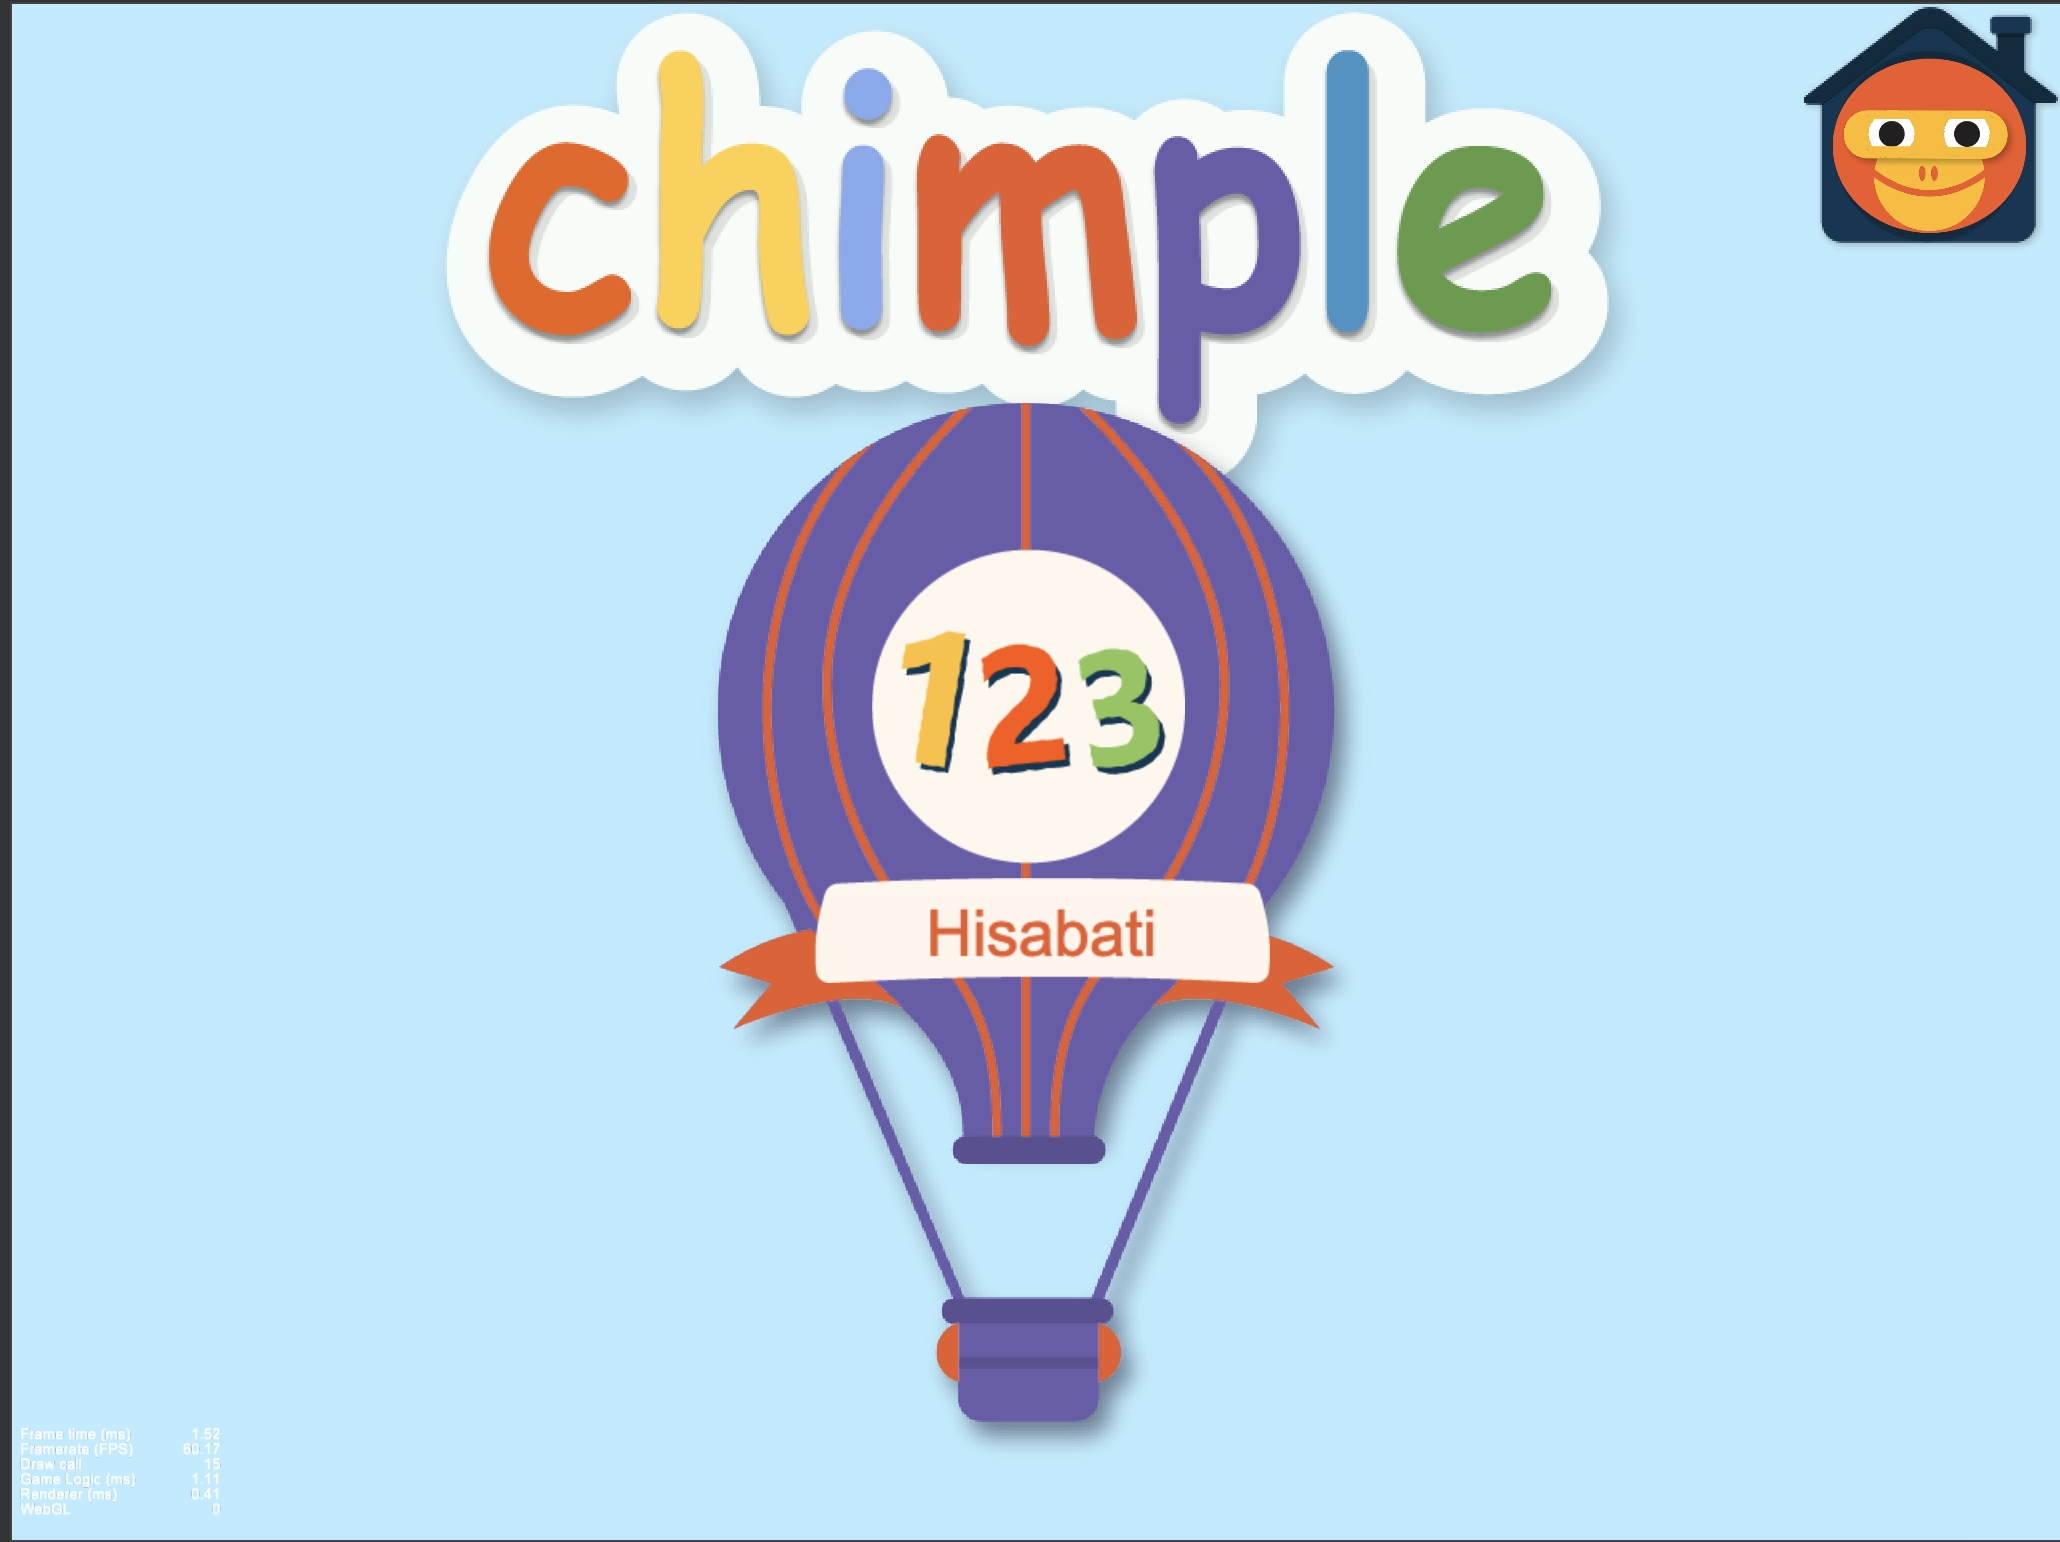 chimple
123
Hisabati
Frame time (ms) 1.52
Framerate (FPS) 60.17
Draw call 15
Game Logic (ms) 1.11
Renderer (ms) 0.41
WebGL 0